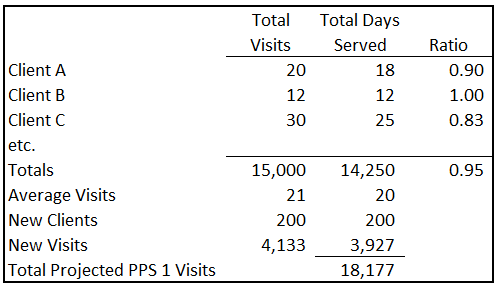 Total Total Days
Visits Served Ratio
Client A 20 18 0.90
Client B 12 12 1.00
Client C 30 25 0.83
etc.
Totals 15,000 14,250 0.95
Average Visits 21 20
New Clients 200 200
New Visits 4,133 3,927
Total Projected PPS 1 Visits 18,177